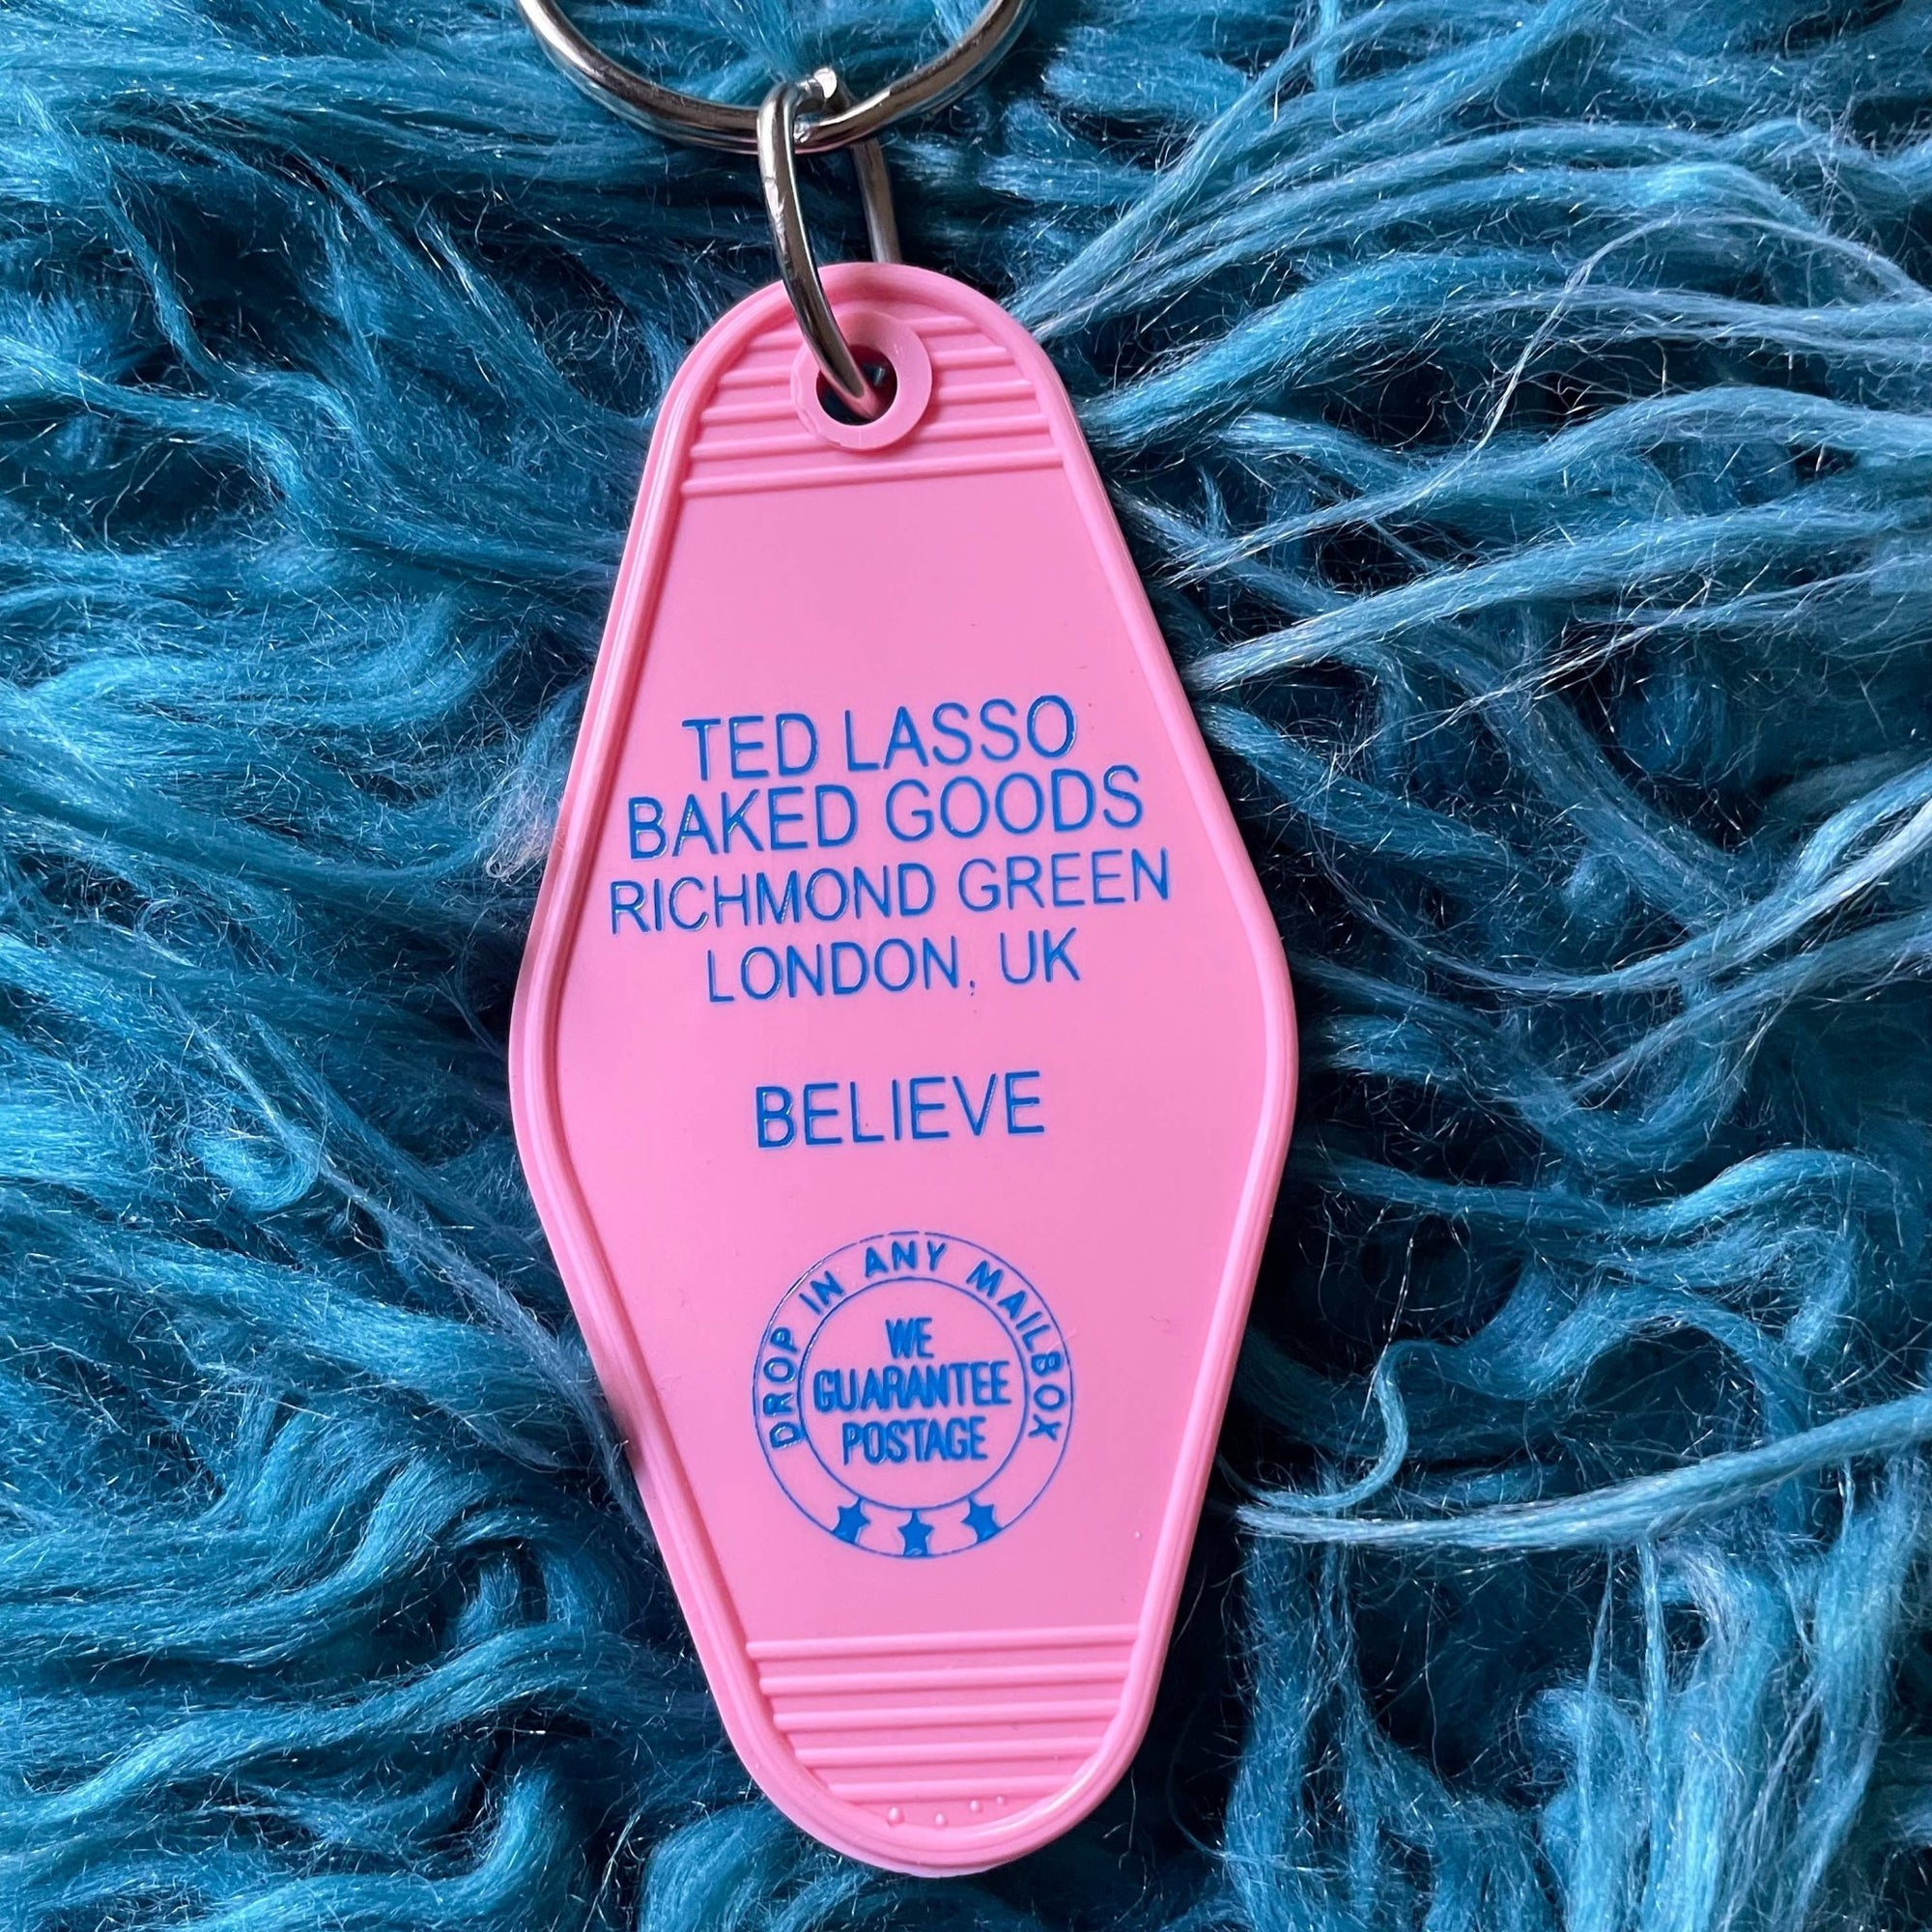 TED LASSO
BAKED GOODS
RICHMOND GREEN
LONDON, UK
BELIEVE
DROP IN ANY MAILBOX
WE
GUARANTEE
POSTAGE